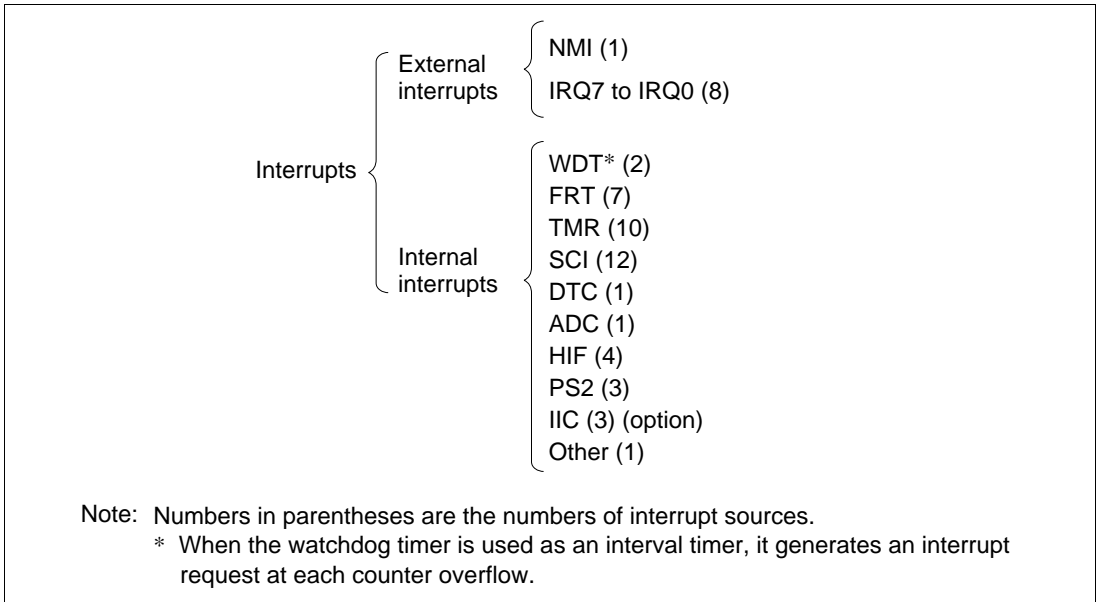 Interrupts
External
interrupts
NMI (1)
IRQ7 to IRQ0 (8)
Internal
interrupts
WDT* (2)
FRT (7)
TMR (10)
SCI (12)
DTC (1)
ADC (1)
HIF (4)
PS2 (3)
IIC (3) (option)
Other (1)
Note: Numbers in parentheses are the numbers of interrupt sources.
* When the watchdog timer is used as an interval timer, it generates an interrupt
request at each counter overflow.